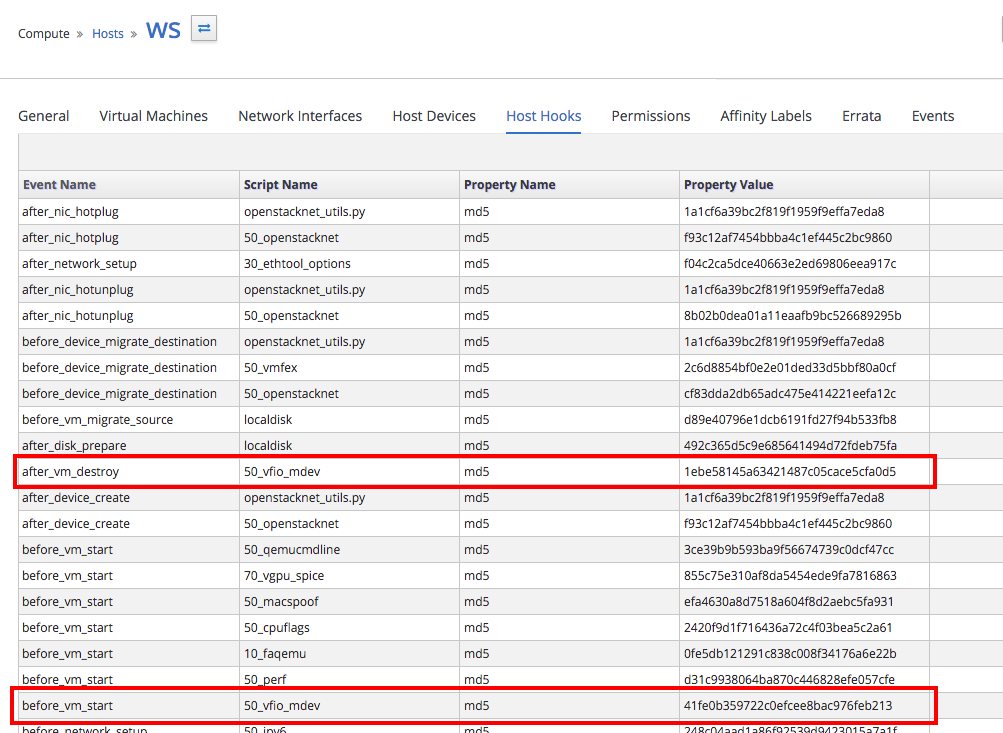 Compute » Hosts » WS
General Virtual Machines Network Interfaces Host Devices Host Hooks Permissions Affinity Labels Errata Events
Event Name Script Name Property Name Property Value
after_nic_hotplug openstacknet_utils.py md5 1a1cf6a39bc2f819f1959f9effa7eda8
after_nic_hotplug 50_openstacknet md5 f93c12af7454bbba4c1ef445c2bc9860
after_network_setup 30_ethtool_options md5 f04c2ca5dce40663e2ed69806eea917c
after_nic_hotunplug openstacknet_utils.py md5 1a1cf6a39bc2f819f1959f9effa7eda8
after_nic_hotunplug 50_openstacknet md5 8b02b0dea01a11eaafb9bc526689295b
before_device_migrate_destination openstacknet_utils.py md5 1a1cf6a39bc2f819f1959f9effa7eda8
before_device_migrate_destination 50_vmfex md5 2c6d8854bf0e2e01ded33d5bbf80a0cf
before_device_migrate_destination 50_openstacknet md5 cf83dda2db65adc475e414221eefa12c
before_vm_migrate_source localdisk md5 d89e40796e1dcb6191fd27f94b533fb8
after_disk_prepare localdisk md5 492c365d5c9e685641494d72fdeb75fa
after_vm_destroy 50_vfio_mdev md5 1ebe58145a63421487c05cace5cfa0d5
after_device_create openstacknet_utils.py md5 1a1cf6a39bc2f819f1959f9effa7eda8
after_device_create 50_openstacknet md5 f93c12af7454bbba4c1ef445c2bc9860
before_vm_start 50_qemucmdline md5 3ce39b9b593ba9f56674739c0dcf47cc
before_vm_start 70_vgpu_spice md5 855c75e310af8da5454ede9fa7816863
before_vm_start 50_macspoof md5 efa4630a8d7518a604f8d2aebc5fa931
before_vm_start 50_cpuflags md5 2420f9d1f716436a72c4f03bea5c2a61
before_vm_start 10_faqemu md5 0fe5db121291c838c008f34176a6e22b
before_vm_start 50_perf md5 d31c9938064ba870c446828efe057cfe
before_vm_start 50_vfio_mdev md5 41fe0b359722c0efcee8bac976feb213
before_network_setup 50_ipv6 md5 248c04aad1a86f92539d9423015a7a1f